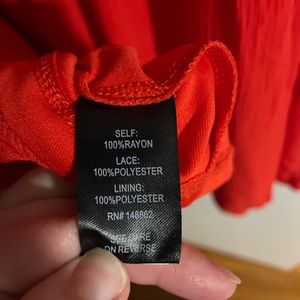 SELF:
100%RAYON
LACE:
100%POLYESTER
LINING:
100%POLYESTER
RN# 148862
SEE CARE
ON REVERSE